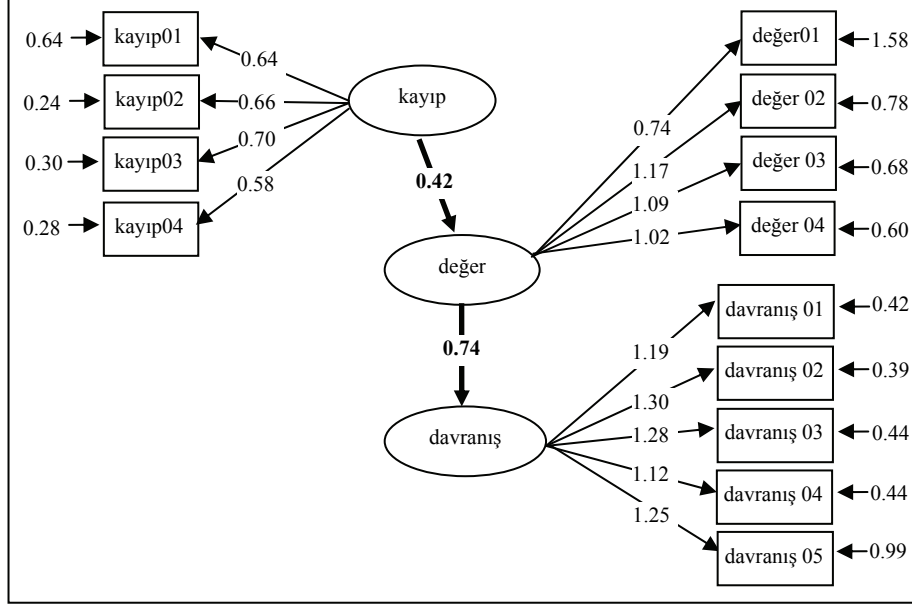 0.64
kayıp01
0.64
0.24
kayıp02
0.66
0.30
kayıp03
0.70
0.28
kayıp04
0.58
kayıp
0.42
değer
0.74
davranış
değer01
1.58
0.74
değer 02
0.78
1.17
değer 03
0.68
1.09
değer 04
0.60
1.02
davranış 01
0.42
1.19
davranış 02
0.39
1.30
davranış 03
0.44
1.28
davranış 04
0.44
1.12
davranış 05
0.99
1.25